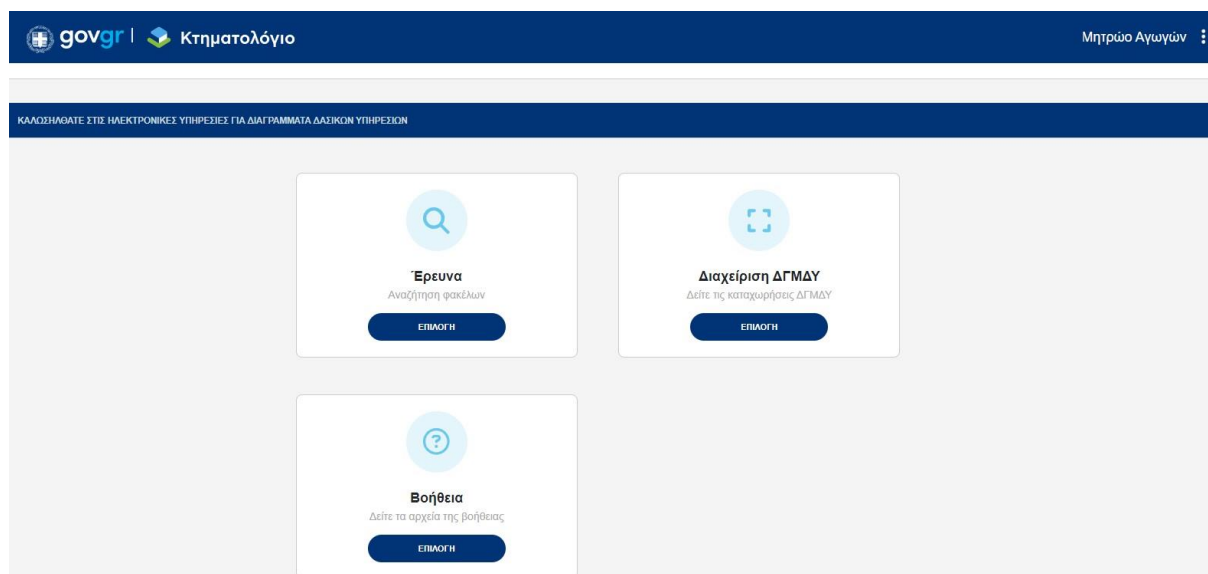 govgr | Κτηματολόγιο
Μητρώο Αγωγών
ΚΑΛΩΣΗΛΘΑΤΕ ΣΤΙΣ ΗΛΕΚΤΡΟΝΙΚΕΣ ΥΠΗΡΕΣΙΕΣ ΓΙΑ ΔΙΑΓΡΑΜΜΑΤΑ ΔΑΣΙΚΩΝ ΥΠΗΡΕΣΙΩΝ
Έρευνα
Αναζήτηση φακέλων
ΕΠΙΛΟΓΗ
Διαχείριση ΔΓΜΔΥ
Δείτε τις καταχωρήσεις ΔΓΜΔΥ
ΕΠΙΛΟΓΗ
Βοήθεια
Δείτε τα αρχεία της βοήθειας
ΕΠΙΛΟΓΗ